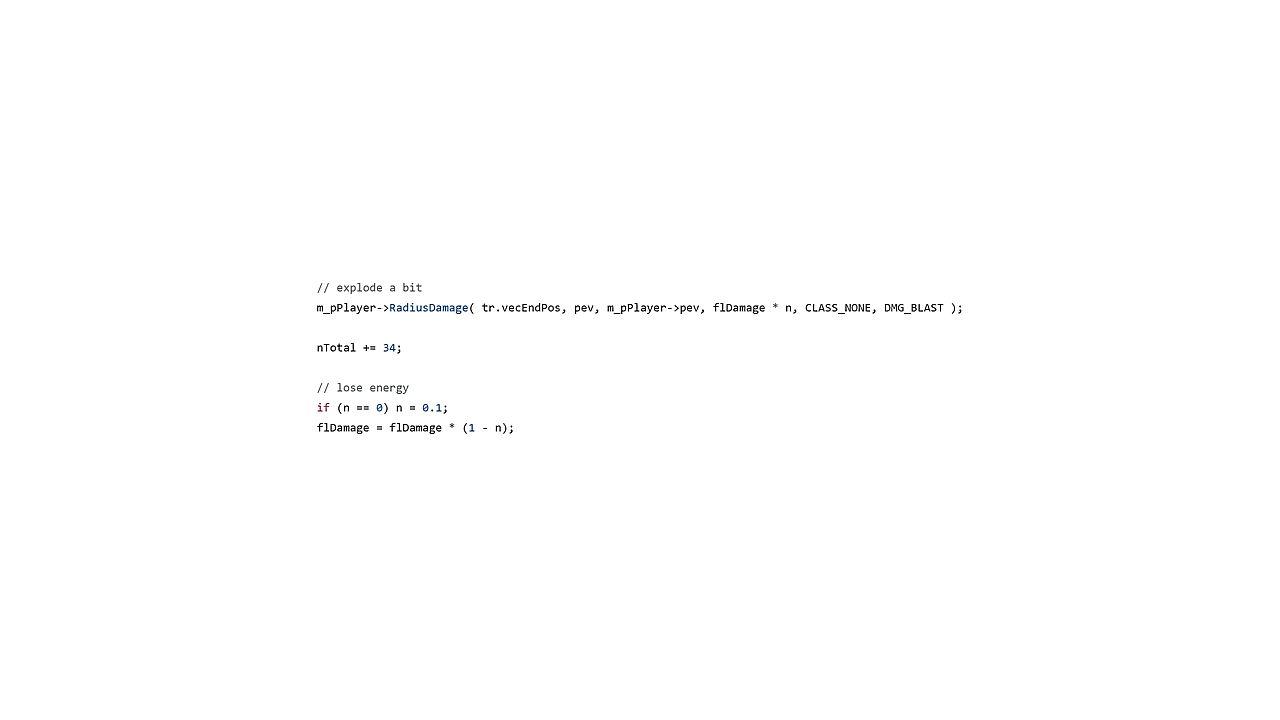 // explode a bit
m_pPlayer->RadiusDamage( tr.vecEndPos, pev, m_pPlayer->pev, flDamage * n, CLASS_NONE, DMG_BLAST );
nTotal += 34;
// lose energy
if (n == 0) n = 0.1;
flDamage = flDamage * (1 - n);